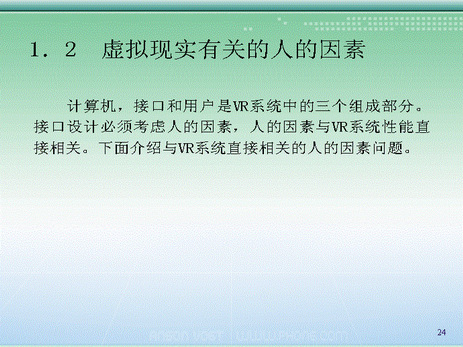 1．2　虚拟现实有关的人的因素
计算机，接口和用户是VR系统中的三个组成部分。
接口设计必须考虑人的因素，人的因素与VR系统性能直
接相关。下面介绍与VR系统直接相关的人的因素问题。
24